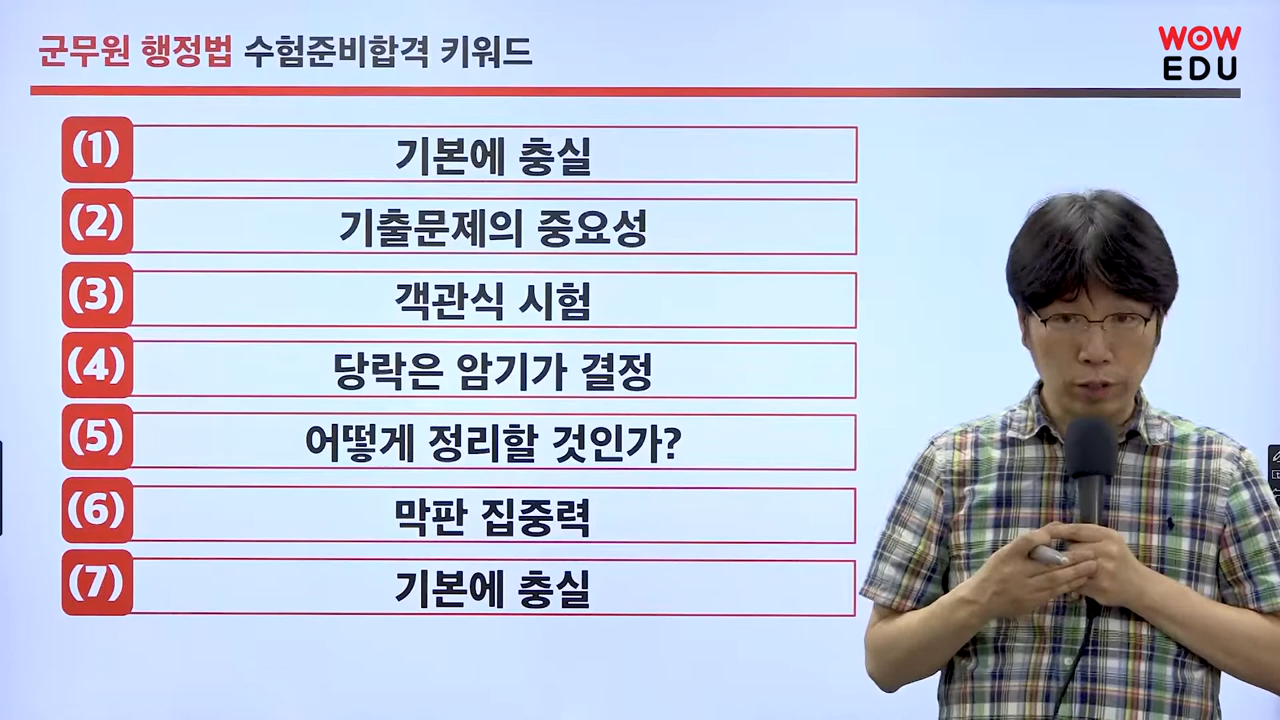 군무원 행정법 수험준비합격 키워드
WOW
EDU
(1) 기본에 충실
(2) 기출문제의 중요성
(3) 객관식 시험
(4) 당락은 암기가 결정
(5) 어떻게 정리할 것인가?
(6) 막판 집중력
(7) 기본에 충실